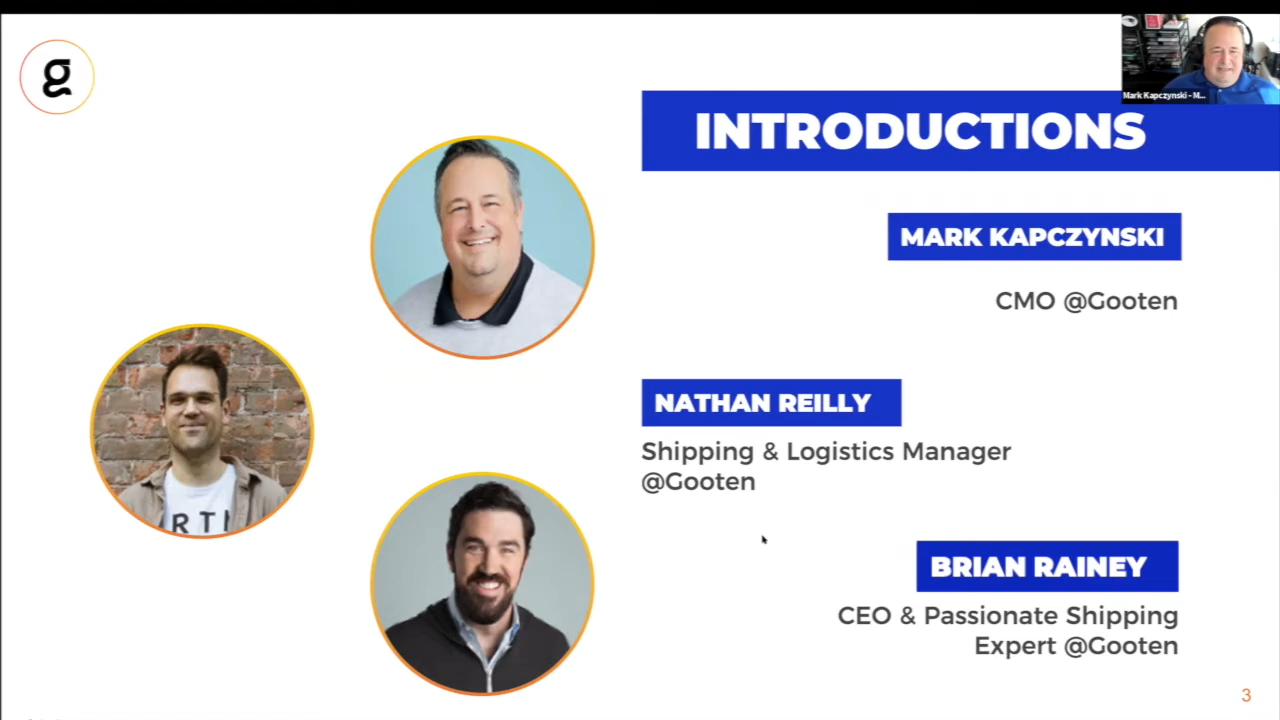 g
Mark Kapczynski - M...
INTRODUCTIONS
MARK KAPCZYNSKI
CMO @Gooten
NATHAN REILLY
Shipping & Logistics Manager
@Gooten
RTI
BRIAN RAINEY
CEO & Passionate Shipping
Expert @Gooten
3